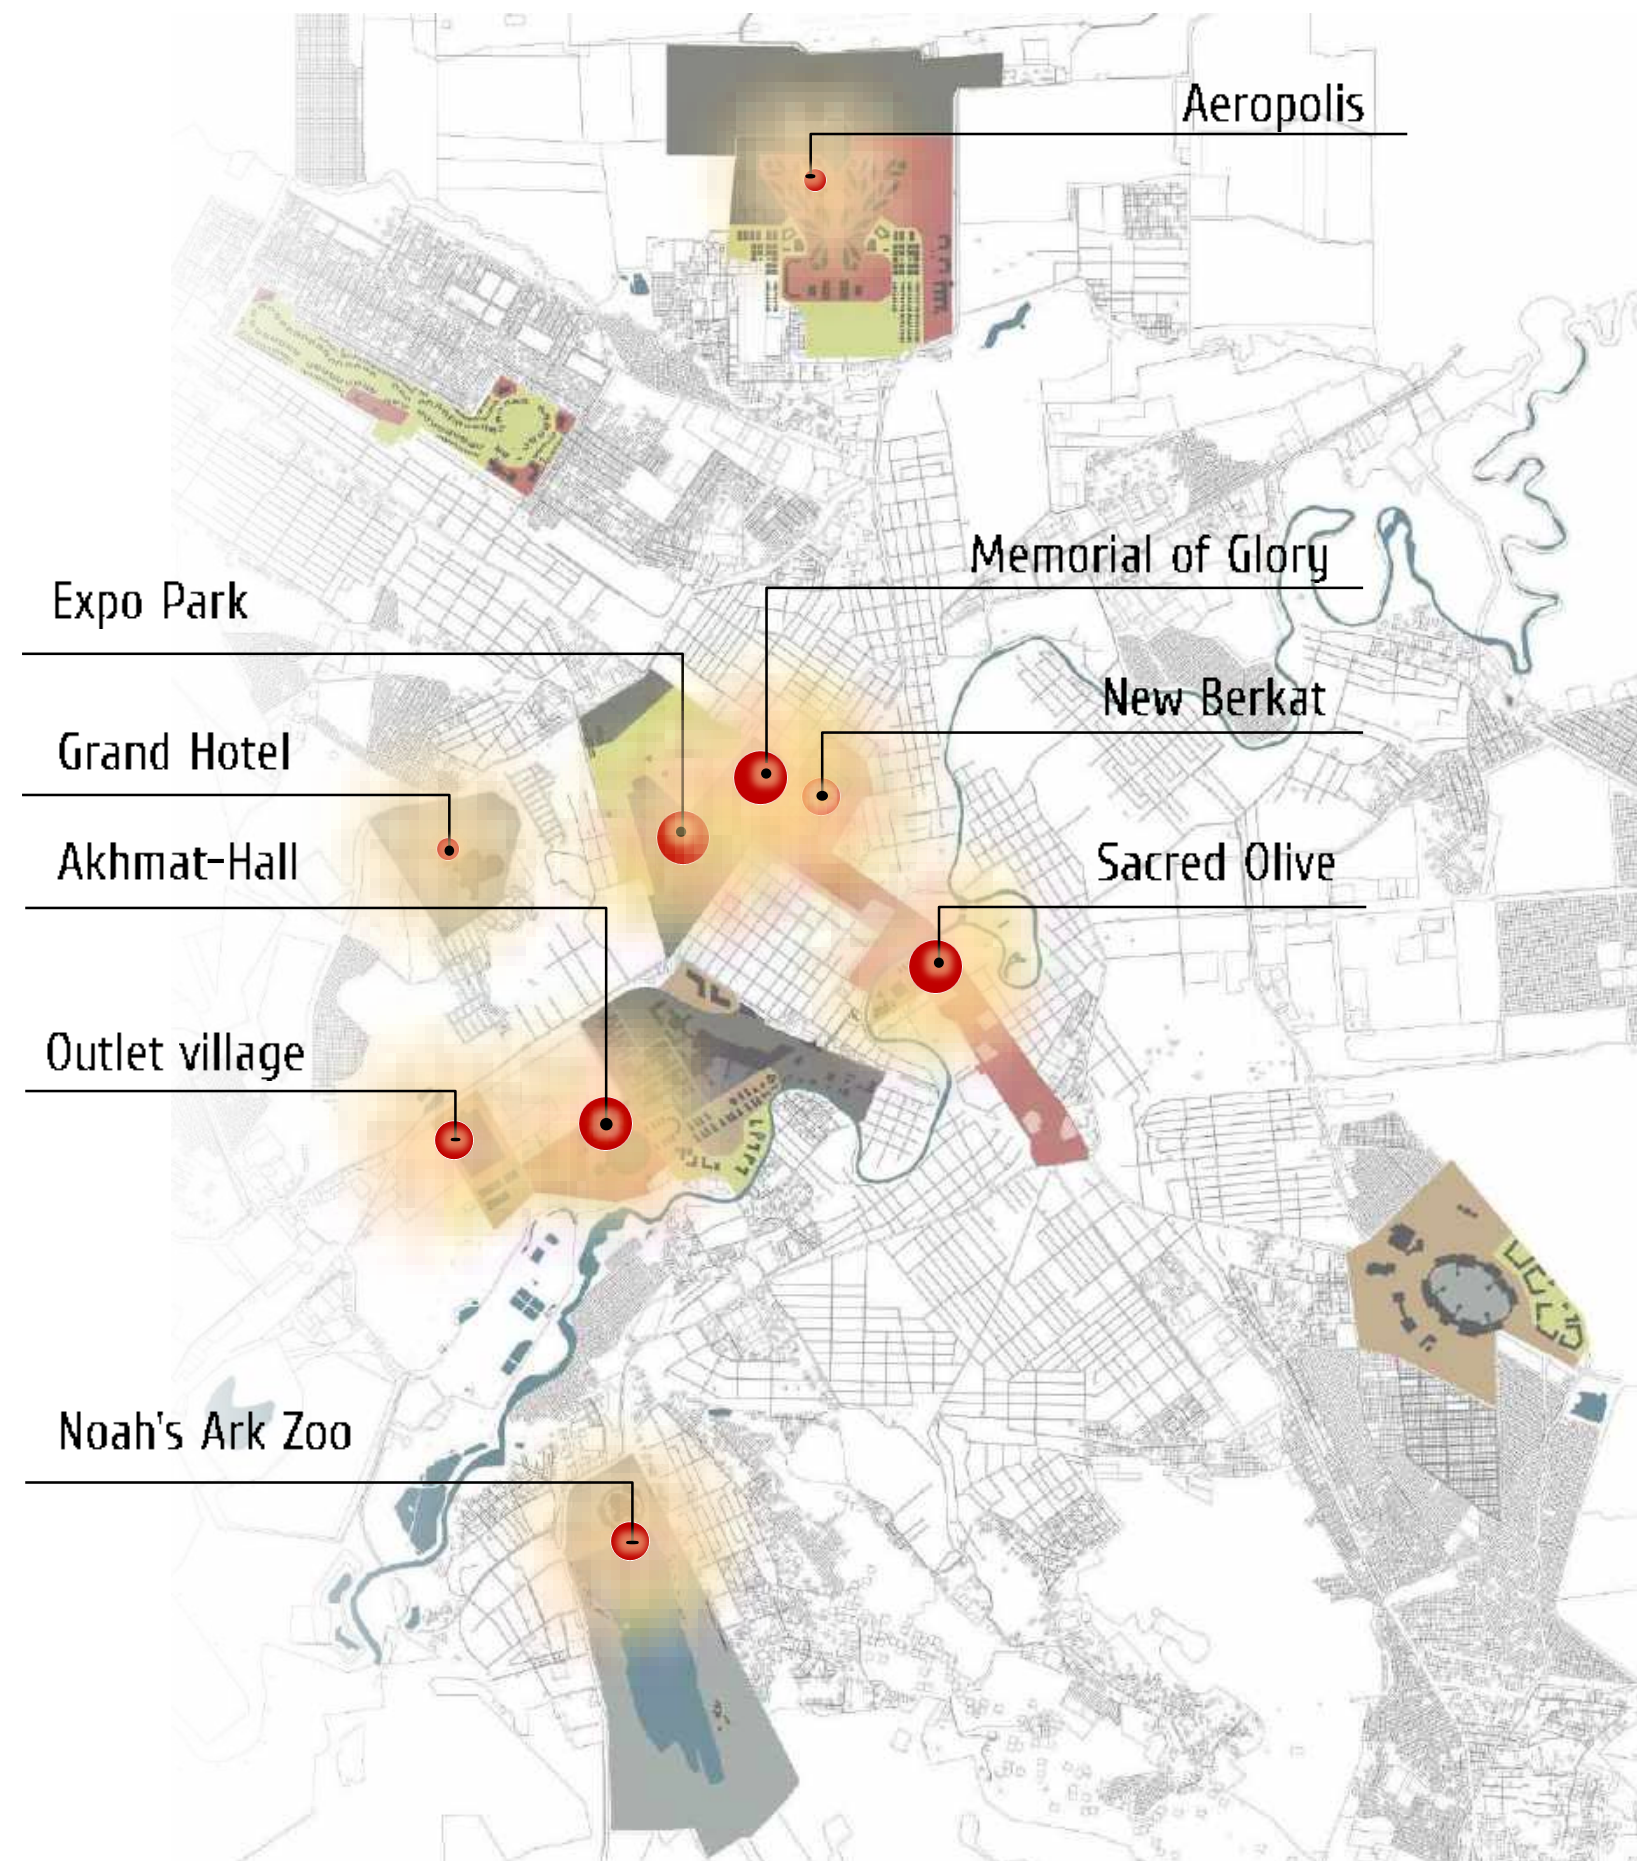 Aeropolis
Memorial of Glory
Expo Park
New Berkat
Grand Hotel
Akhmat-Hall
Sacred Olive
Outlet village
Noah's Ark Zoo